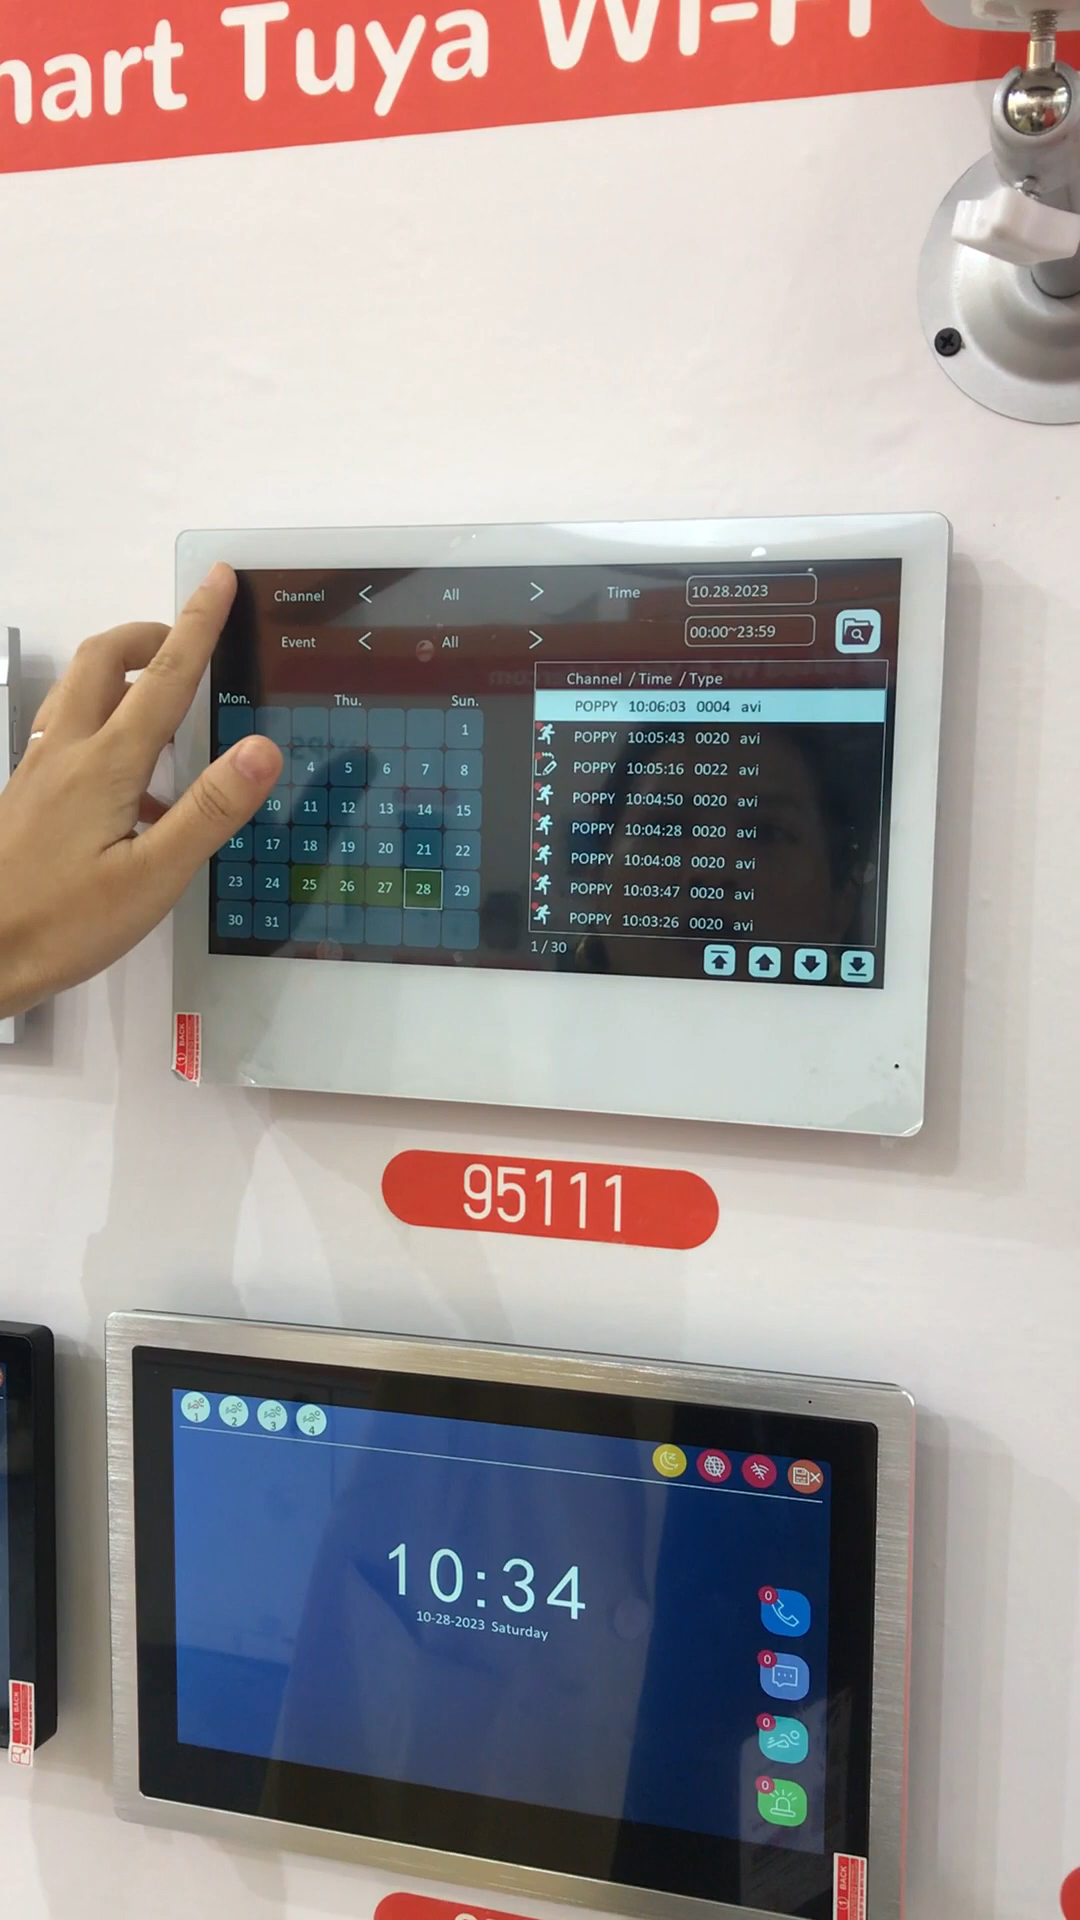 mart Tuya Wi-Fi
Channel < All > Time 10.28.2023
Event < All > 00:00~23:59
Mon. Thu. Sun.
1
4 5 6 7 8
10 11 12 13 14 15
16 17 18 19 20 21 22
23 24 25 26 27 28 29
30 31
Channel / Time / Type
POPPY 10:06:03 0004 avi
POPPY 10:05:43 0020 avi
POPPY 10:05:16 0022 avi
POPPY 10:04:50 0020 avi
POPPY 10:04:28 0020 avi
POPPY 10:04:08 0020 avi
POPPY 10:03:47 0020 avi
POPPY 10:03:26 0020 avi
1 / 30
1 BACK
95111
1 2 3 4
10:34
10-28-2023 Saturday
0
0
0
0
1 BACK
1 BACK